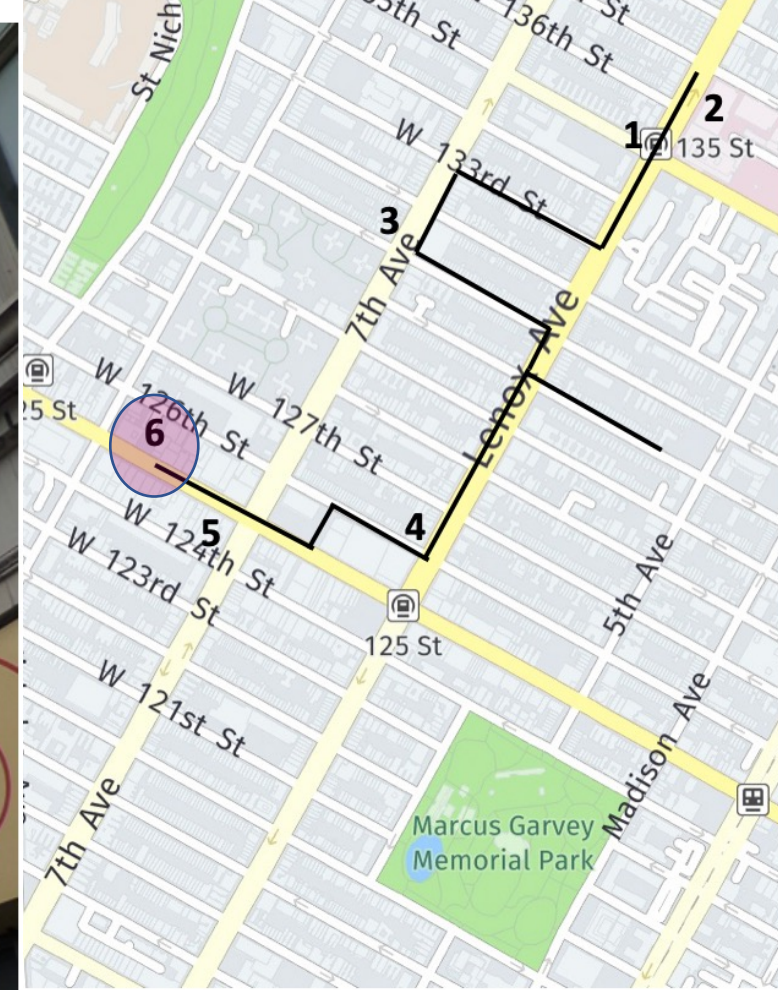 St Nich
35th St
136th St
St
2
1
135 St
W 133rd St
3
7th Ave
Lenox Ave
W 126th St
25 St
W 127th St
6
4
5
W 124th St
W 123rd St
5th Ave
125 St
W 121st St
Madison Ave
7th Ave
Marcus Garvey
Memorial Park